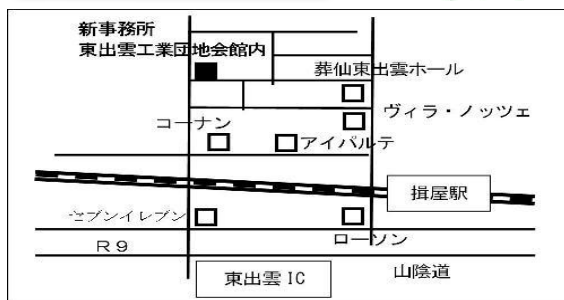 新事務所
東出雲工業団地会館内
葬仙東出雲ホール
ヴィラ・ノッツェ
コーナン
アイパルテ
揖屋駅
セブンイレブン
ローソン
R9
山陰道
東出雲IC